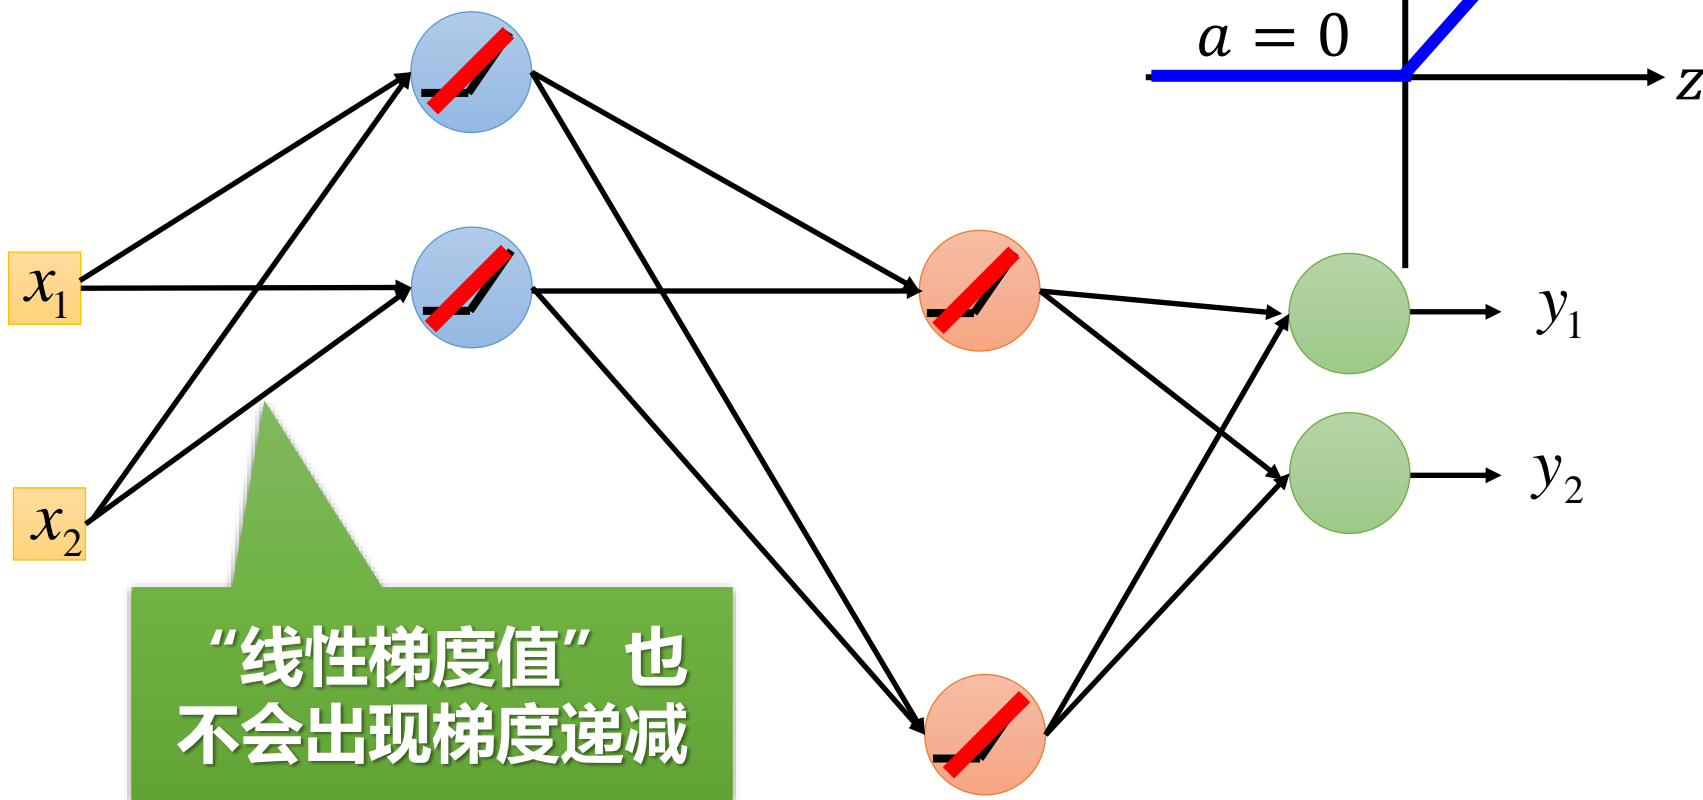 a = 0
z
x₁
y₁
y₂
x₂
“线性梯度值”也
不会出现梯度递减